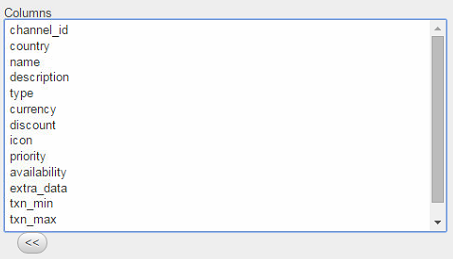 Columns
channel_id
country
name
description
type
currency
discount
icon
priority
availability
extra_data
txn_min
txn_max
<<